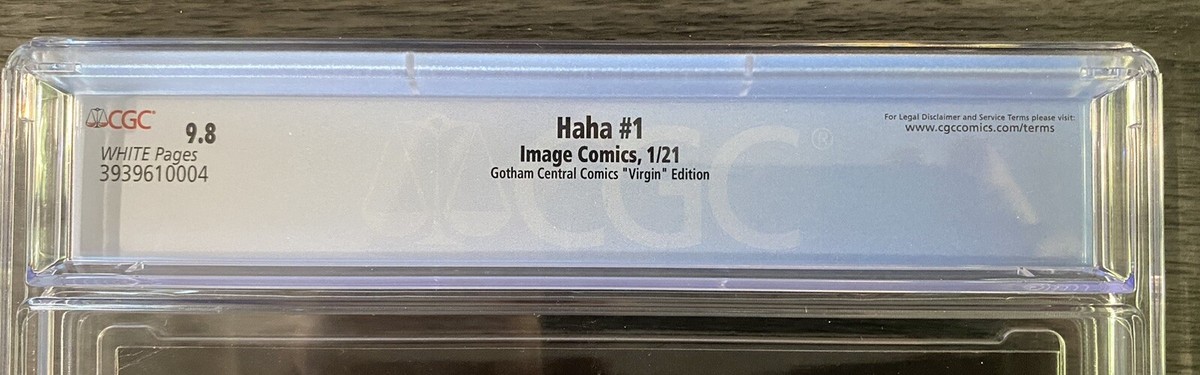 CGC
9.8
WHITE Pages
3939610004
Haha #1
Image Comics, 1/21
Gotham Central Comics "Virgin" Edition
For Legal Disclaimer and Service Terms please visit:
www.cgccomics.com/terms
CGC®